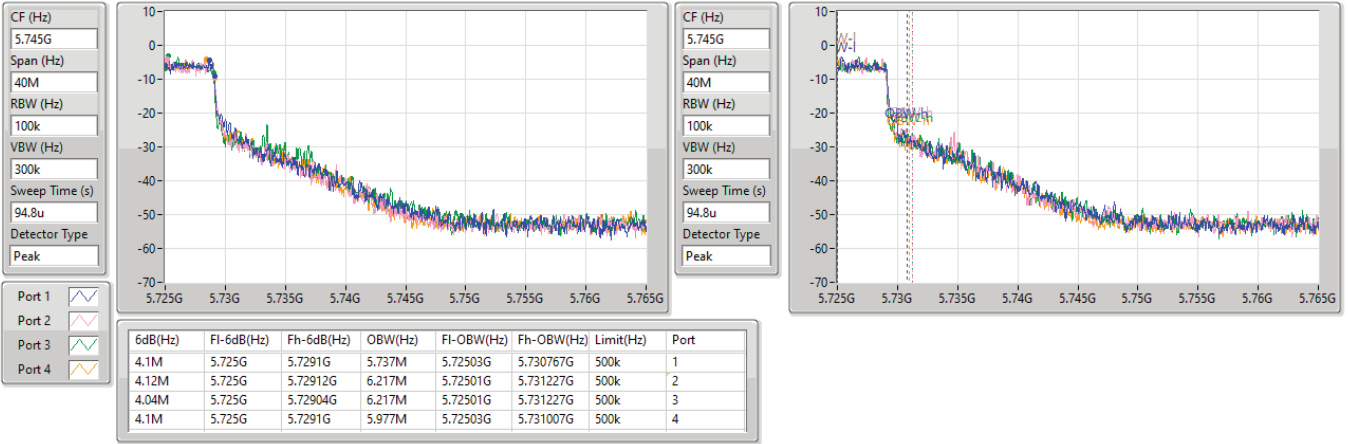 CF (Hz)
5.745G
Span (Hz)
40M
RBW (Hz)
100k
VBW (Hz)
300k
Sweep Time (s)
94.8u
Detector Type
Peak
10
0
-10
-20
-30
-40
-50
-60
-70
5.725G 5.73G 5.735G 5.74G 5.745G 5.75G 5.755G 5.76G 5.765G
CF (Hz)
5.745G
Span (Hz)
40M
RBW (Hz)
100k
VBW (Hz)
300k
Sweep Time (s)
94.8u
Detector Type
Peak
10
0
-10
-20
-30
-40
-50
-60
-70
5.725G 5.73G 5.735G 5.74G 5.745G 5.75G 5.755G 5.76G 5.765G
Port 1
Port 2
Port 3
Port 4
6dB(Hz) Fl-6dB(Hz) Fh-6dB(Hz) OBW(Hz) Fl-OBW(Hz) Fh-OBW(Hz) Limit(Hz) Port
4.1M 5.725G 5.7291G 5.737M 5.72503G 5.730767G 500k 1
4.12M 5.725G 5.72912G 6.217M 5.72501G 5.731227G 500k 2
4.04M 5.725G 5.72904G 6.217M 5.72501G 5.731227G 500k 3
4.1M 5.725G 5.7291G 5.977M 5.72503G 5.731007G 500k 4